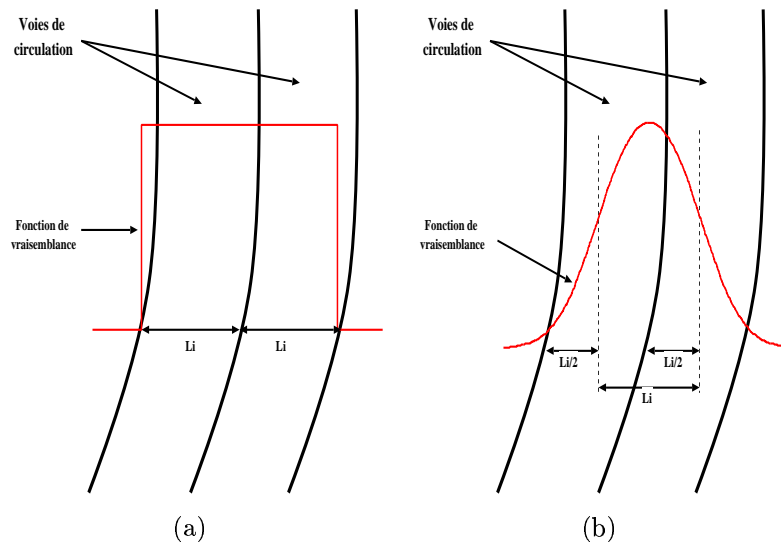 Voies de
circulation
Fonction de
vraisemblance
Li
Li
(a)
Voies de
circulation
Fonction de
vraisemblance
Li/2
Li/2
Li
(b)